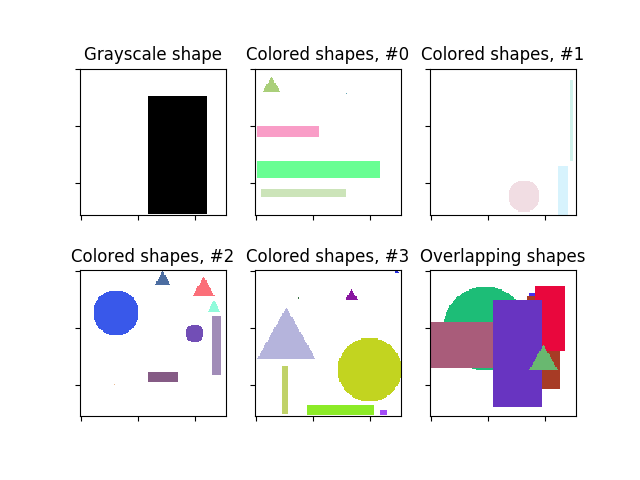 Grayscale shape
Colored shapes, #0
Colored shapes, #1
Colored shapes, #2
Colored shapes, #3
Overlapping shapes